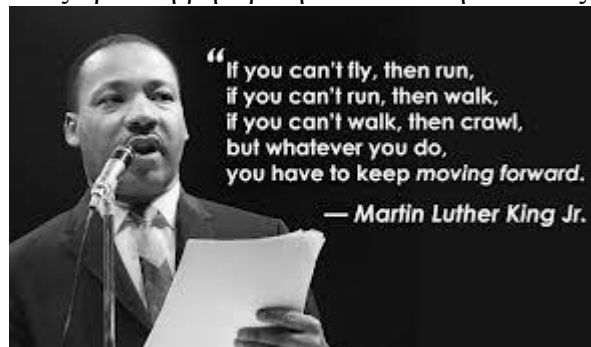 “If you can't fly, then run,
if you can't run, then walk,
if you can't walk, then crawl,
but whatever you do,
you have to keep moving forward.
— Martin Luther King Jr.